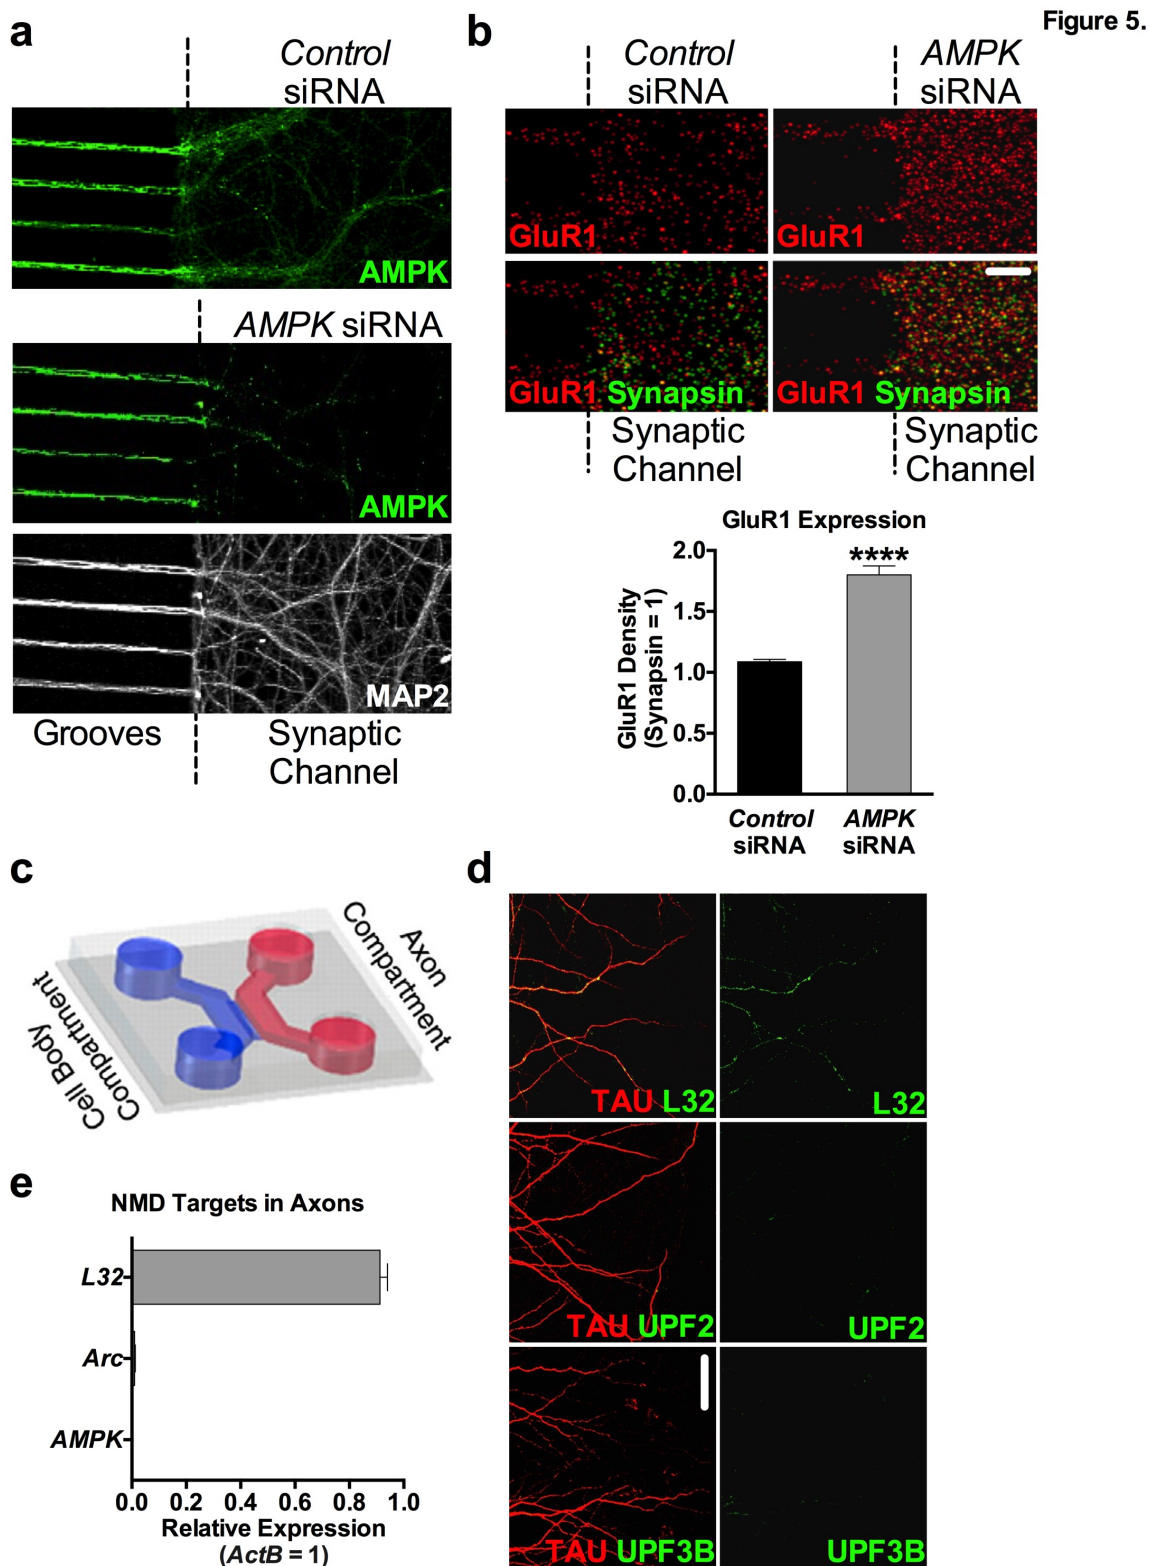 Figure 5.
a
Control
siRNA
AMPK
AMPK siRNA
AMPK
MAP2
Grooves
Synaptic
Channel
b
Control
siRNA
AMPK
siRNA
GluR1
GluR1
GluR1 Synapsin
GluR1 Synapsin
Synaptic
Channel
Synaptic
Channel
GluR1 Expression
****
GluR1 Density
(Synapsin = 1)
2.0
1.5
1.0
0.5
0.0
Control
siRNA
AMPK
siRNA
c
Axon
Compartment
Cell Body
Compartment
d
TAU L32
L32
TAU UPF2
UPF2
TAU UPF3B
UPF3B
e
NMD Targets in Axons
L32
Arc
AMPK
0.0 0.2 0.4 0.6 0.8 1.0
Relative Expression
(ActB = 1)